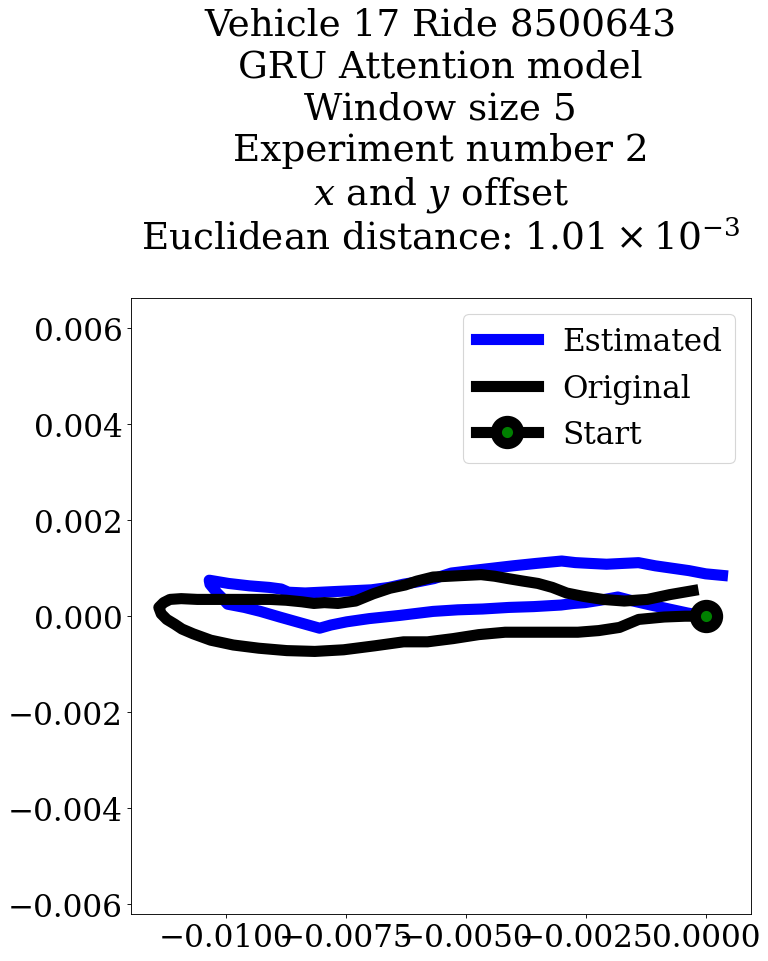 Vehicle 17 Ride 8500643
GRU Attention model
Window size 5
Experiment number 2
x and y offset
Euclidean distance: 1.01 × 10⁻³
Estimated
Original
Start
0.006
0.004
0.002
0.000
−0.002
−0.004
−0.006
−0.0100 −0.0075 −0.0050 −0.0025 0.0000